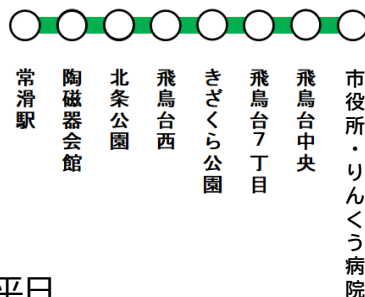 常滑駅
陶磁器会館
北条公園
飛鳥台西
きざくら公園
飛鳥台7丁目
飛鳥台中央
市役所・りんくう病院
平日